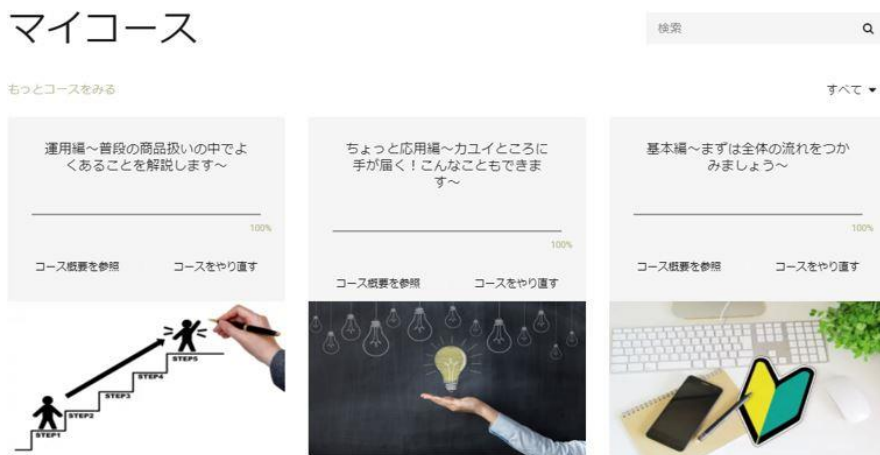 マイコース
検索
もっとコースをみる
すべて
運用編～普段の商品扱いの中でよ
くあることを解説します～
100%
コース概要を参照
コースをやり直す
ちょっと応用編～カユイところに
手が届く！こんなこともできま
す～
100%
コース概要を参照
コースをやり直す
基本編～まずは全体の流れをつか
みましょう～
100%
コース概要を参照
コースをやり直す
STEP5
STEP4
STEP3
STEP2
STEP1